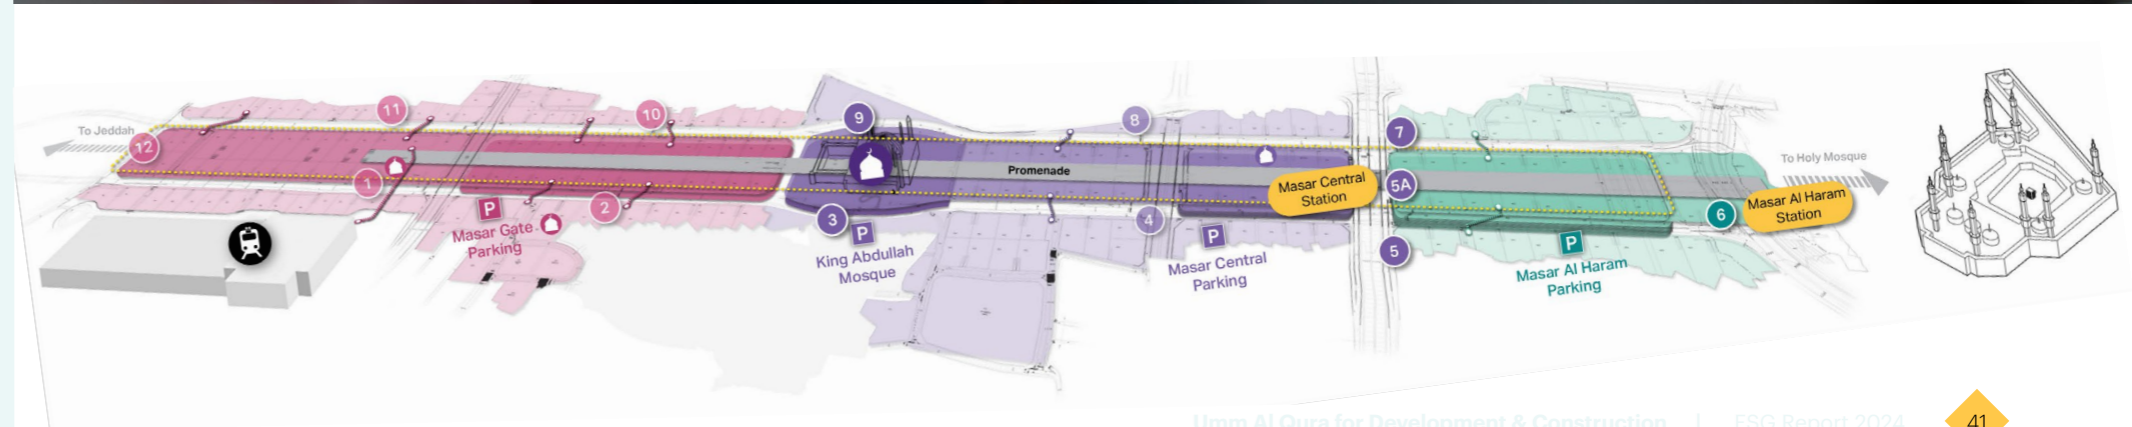 To Jeddah
12
11
10
9
8
7
To Holy Mosque
1
2
3
4
5A
5
6
Promenade
Masar Central
Station
Masar Al Haram
Station
P
Masar Gate
Parking
P
King Abdullah
Mosque
P
Masar Central
Parking
P
Masar Al Haram
Parking
Umm Al Qura for Development & Construction | ESG Report 2024
41